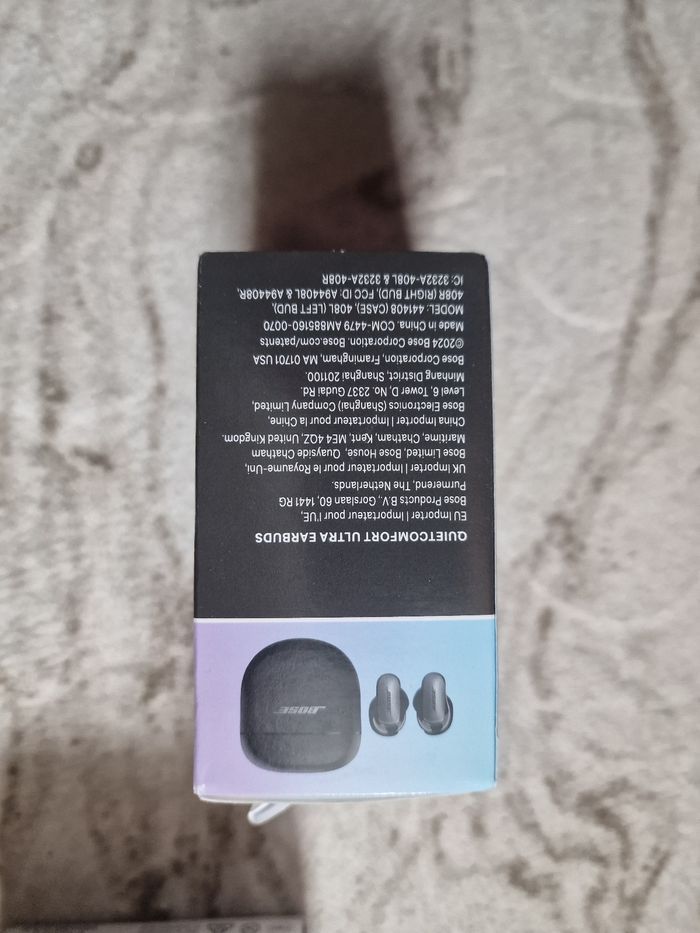 QUIETCOMFORT ULTRA EARBUDS
EU Importer | Importateur pour l'UE,
Bose Products B.V., Gorslaan 60, 1441 RG
Purmerend, The Netherlands.
UK Importer | Importateur pour le Royaume-Uni,
Bose Limited, Bose House, Quayside Chatham
Maritime, Chatham, Kent, ME4 4QZ, United Kingdom.
China Importer | Importateur pour la Chine,
Bose Electronics (Shanghai) Company Limited,
Level 6, Tower D, No. 2337 Gudai Rd.
Minhang District, Shanghai 201100.
Bose Corporation, Framingham, MA 01701 USA
©2024 Bose Corporation. Bose.com/patents
Made in China. COM-4479 AM885160-0070
MODEL: 441408 (CASE), 408L (LEFT BUD),
408R (RIGHT BUD), FCC ID: A94408L & A94408R,
IC: 3232A-408L & 3232A-408R
BOSE